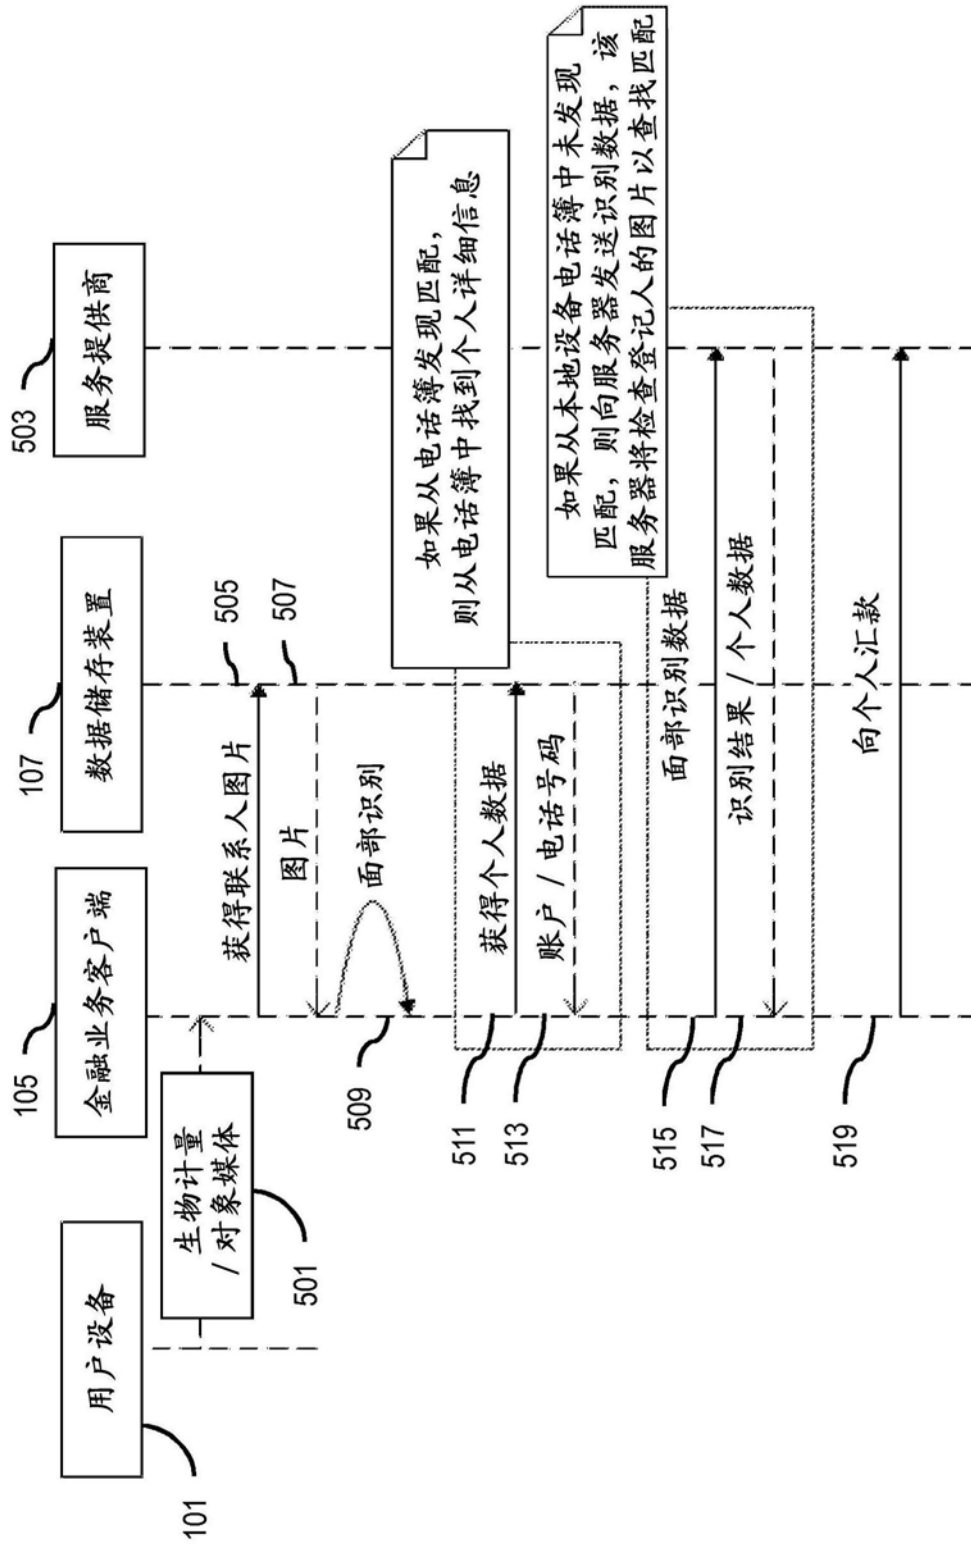 101
用户设备
105
金融业务客户端
107
数据储存装置
503
服务提供商
生物计量
/对象媒体
501
获得联系人图片
505
图片
507
面部识别
509
如果从电话簿发现匹配，
则从电话簿中找到个人详细信息
获得个人数据
511
账户/电话号码
513
如果从本地设备电话簿中未发现
匹配，则向服务器发送识别数据，该
服务器将检查登记人的图片以查找匹配
面部识别数据
515
识别结果/个人数据
517
向个人汇款
519